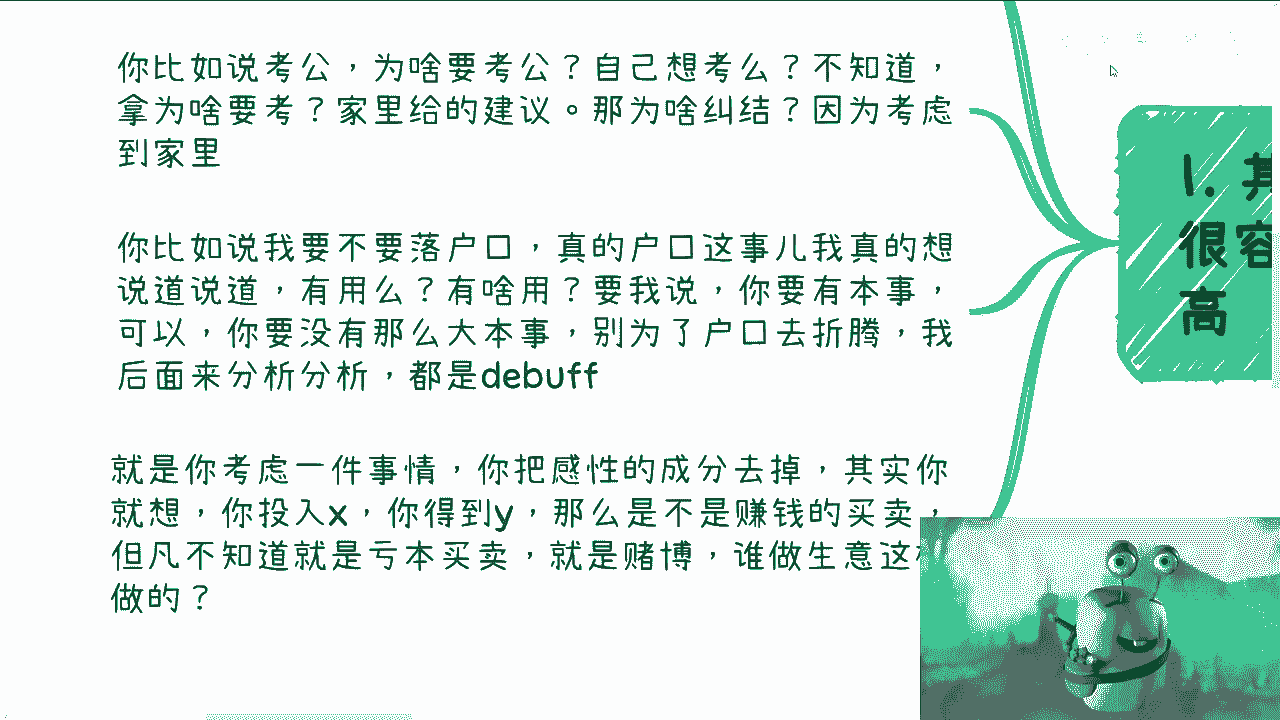 你比如说考公，为啥要考公？自己想考么？不知道，
拿为啥要考？家里给的建议。那为啥纠结？因为考虑
到家里
你比如说我要不要落户口，真的户口这事儿我真的想
说道说道，有用么？有啥用？要我说，你要有本事，
可以，你要没有那么大本事，别为了户口去折腾，我
后面来分析分析，都是debuff
就是你考虑一件事情，你把感性的成分去掉，其实你
就想，你投入x，你得到y，那么是不是赚钱的买卖，
但凡不知道就是亏本买卖，就是赌博，谁做生意这
做的？
1. 其
很容
高